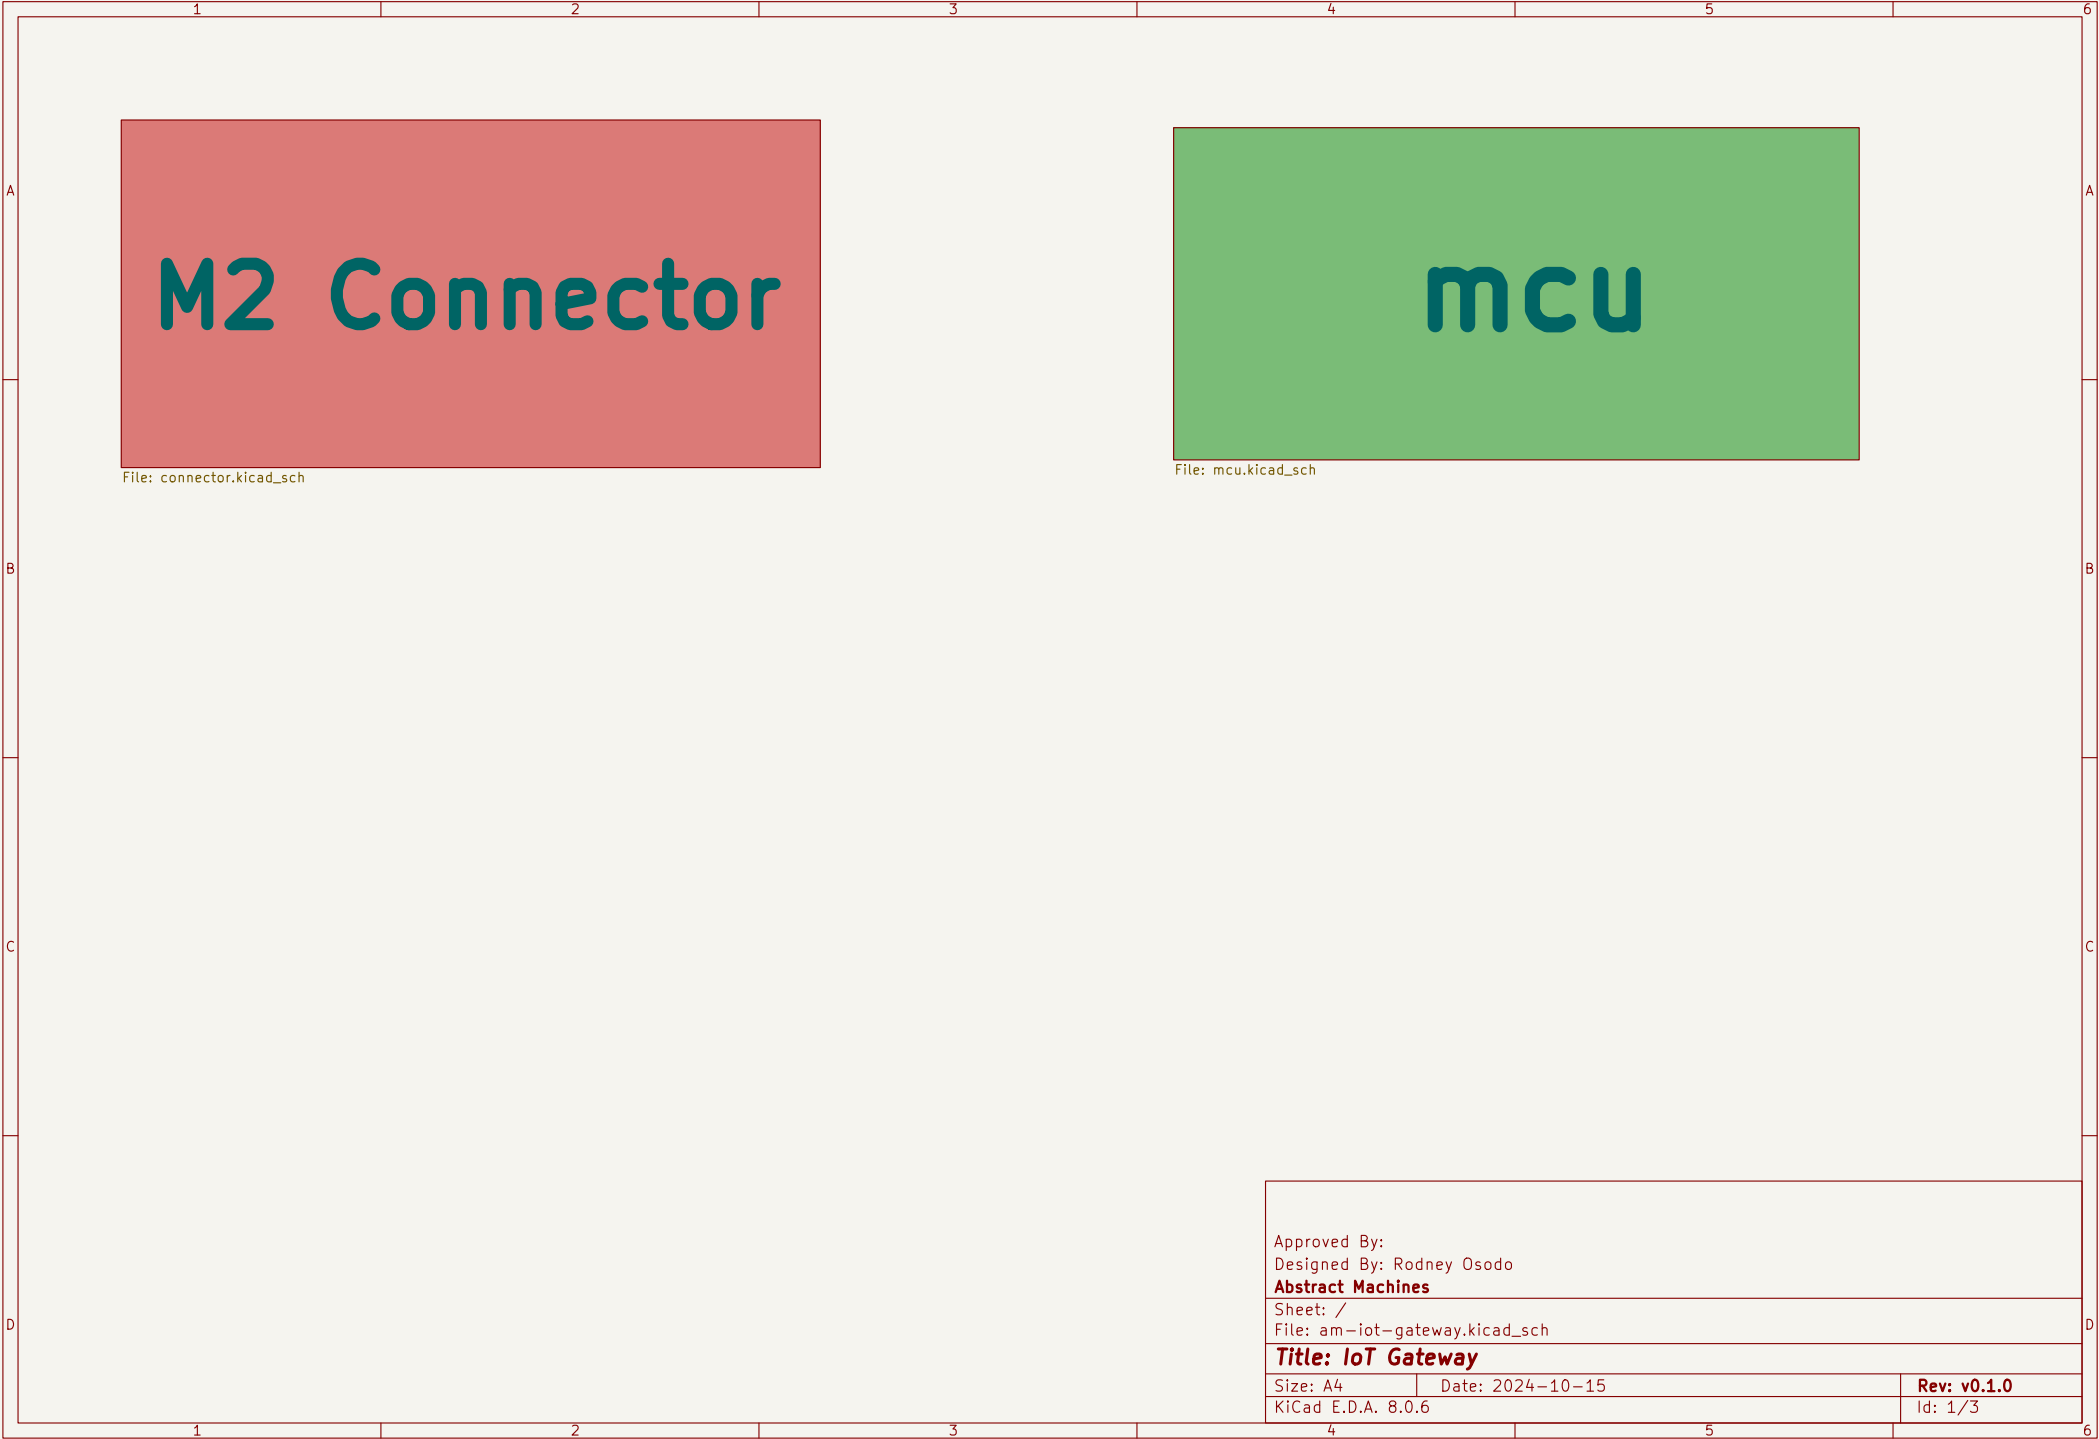 1 2 3 4 5 6
A A
M2 Connector
mcu
File: connector.kicad_sch
File: mcu.kicad_sch
B B
C C
Approved By:
Designed By: Rodney Osodo
Abstract Machines
Sheet: /
File: am-iot-gateway.kicad_sch
D D
Title: IoT Gateway
Size: A4 Date: 2024-10-15 Rev: v0.1.0
KiCad E.D.A. 8.0.6 Id: 1/3
1 2 3 4 5 6